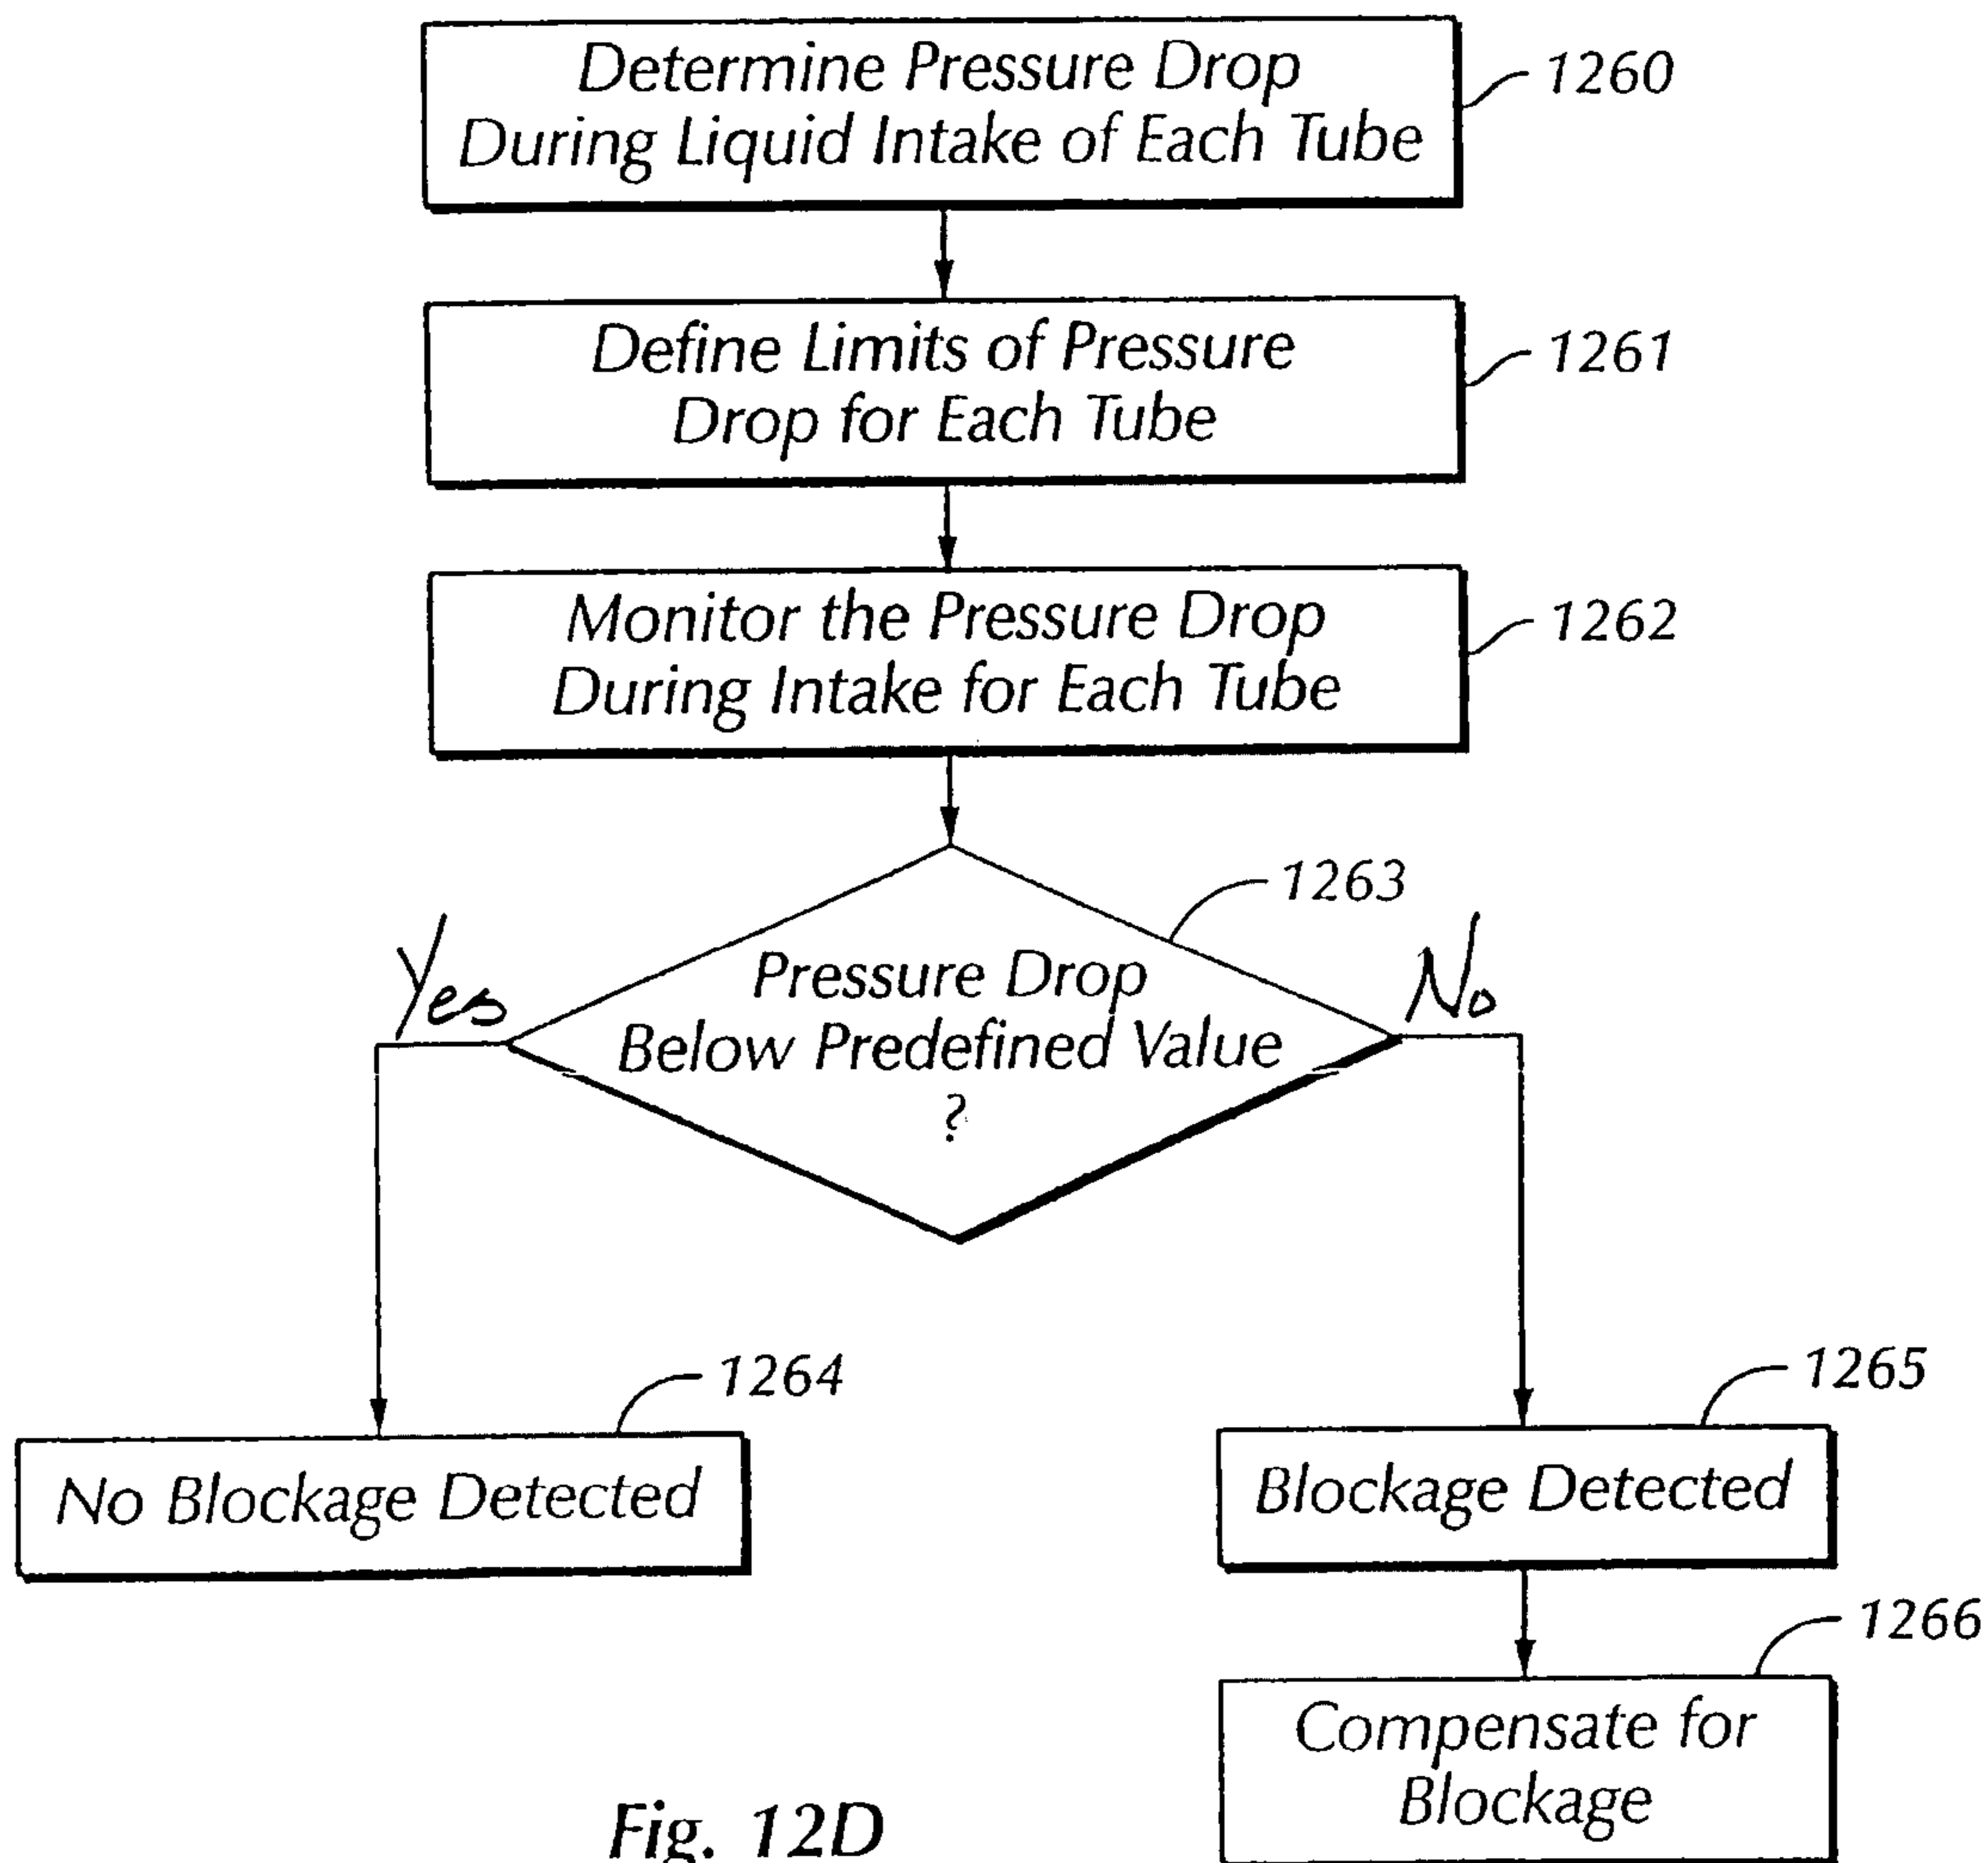 Determine Pressure Drop
During Liquid Intake of Each Tube
1260
Define Limits of Pressure
Drop for Each Tube
1261
Monitor the Pressure Drop
During Intake for Each Tube
1262
1263
Yes
No
Pressure Drop
Below Predefined Value
?
1264
No Blockage Detected
1265
Blockage Detected
1266
Compensate for
Blockage
Fig. 12D